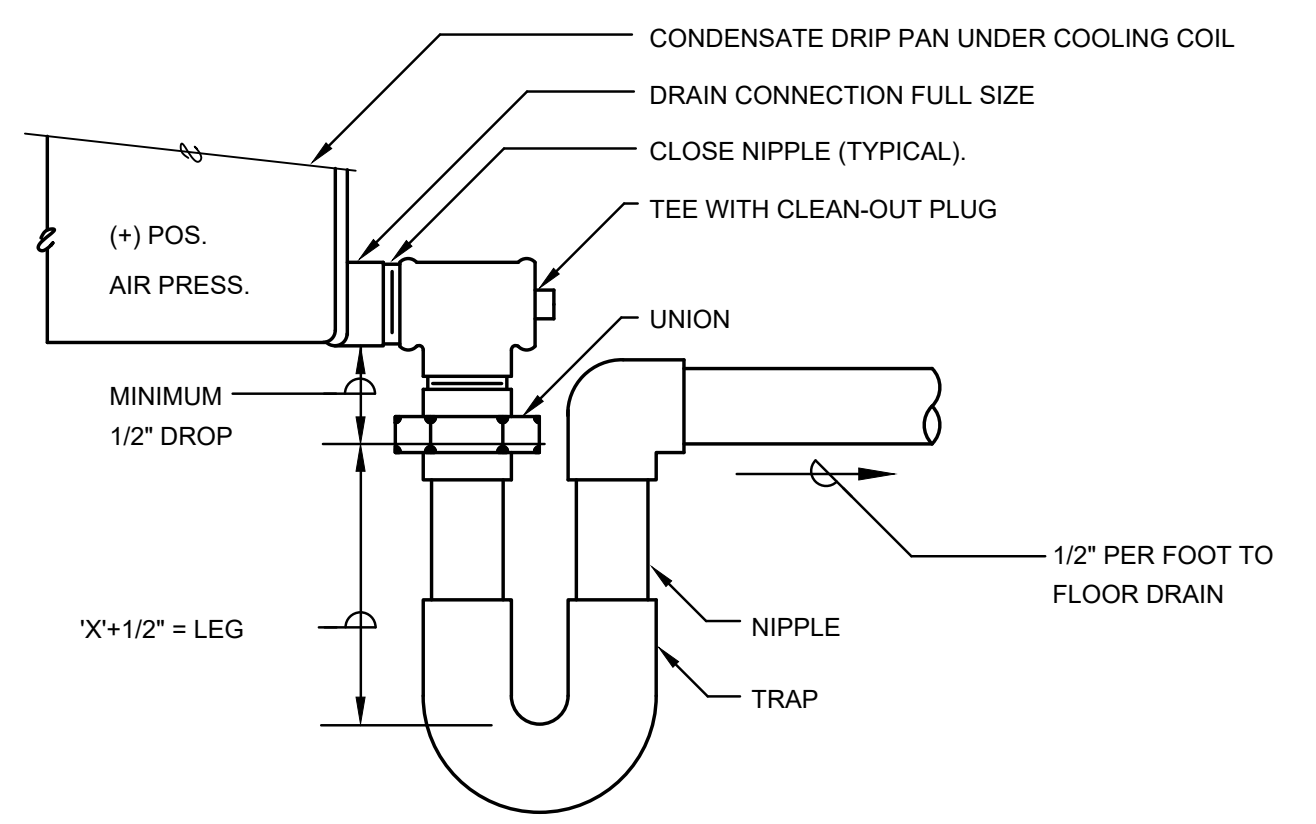 CONDENSATE DRIP PAN UNDER COOLING COIL
DRAIN CONNECTION FULL SIZE
CLOSE NIPPLE (TYPICAL).
TEE WITH CLEAN-OUT PLUG
(+) POS.
AIR PRESS.
UNION
MINIMUM
1/2" DROP
1/2" PER FOOT TO
FLOOR DRAIN
'X'+1/2" = LEG
NIPPLE
TRAP